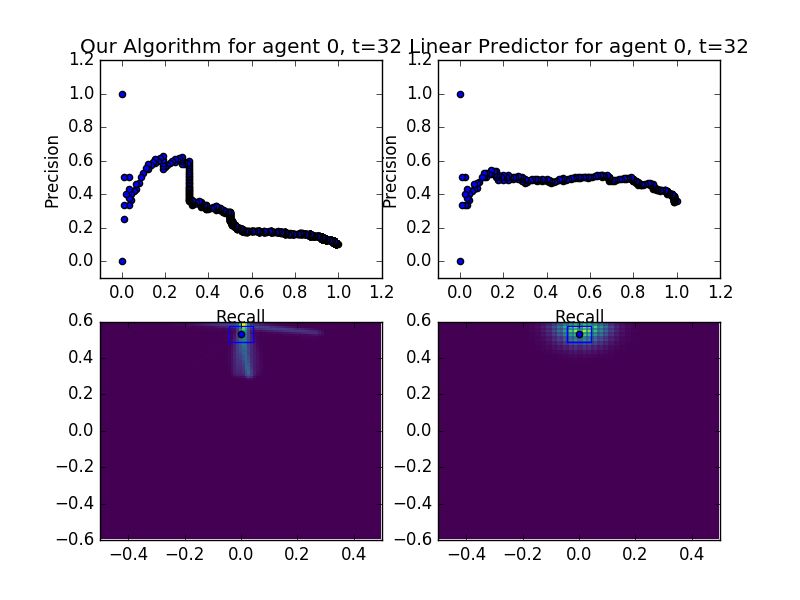 Our Algorithm for agent 0, t=32
Linear Predictor for agent 0, t=32
1.2
1.0
0.8
0.6
0.4
0.2
0.0
Precision
0.0 0.2 0.4 0.6 0.8 1.0 1.2
Recall
1.2
1.0
0.8
0.6
0.4
0.2
0.0
Precision
0.0 0.2 0.4 0.6 0.8 1.0 1.2
Recall
0.6
0.4
0.2
0.0
−0.2
−0.4
−0.6
−0.4 −0.2 0.0 0.2 0.4
0.6
0.4
0.2
0.0
−0.2
−0.4
−0.6
−0.4 −0.2 0.0 0.2 0.4